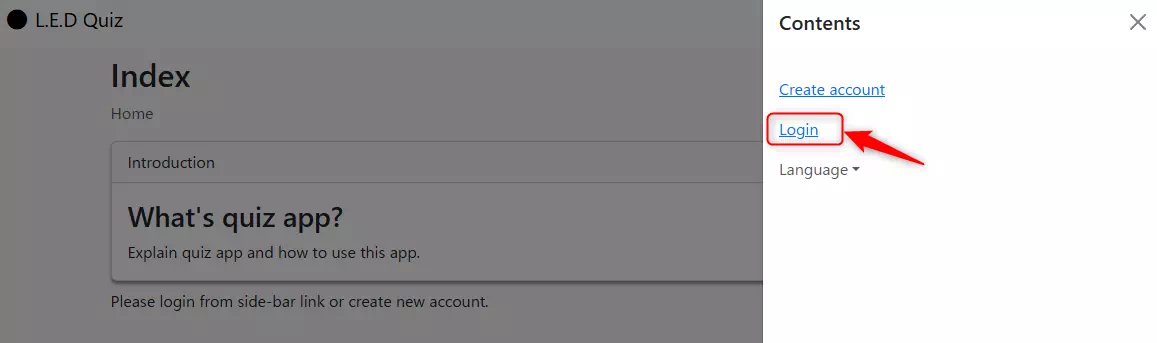 L.E.D Quiz
Index
Home
Introduction
What's quiz app?
Explain quiz app and how to use this app.
Please login from side-bar link or create new account.
Contents
Create account
Login
Language